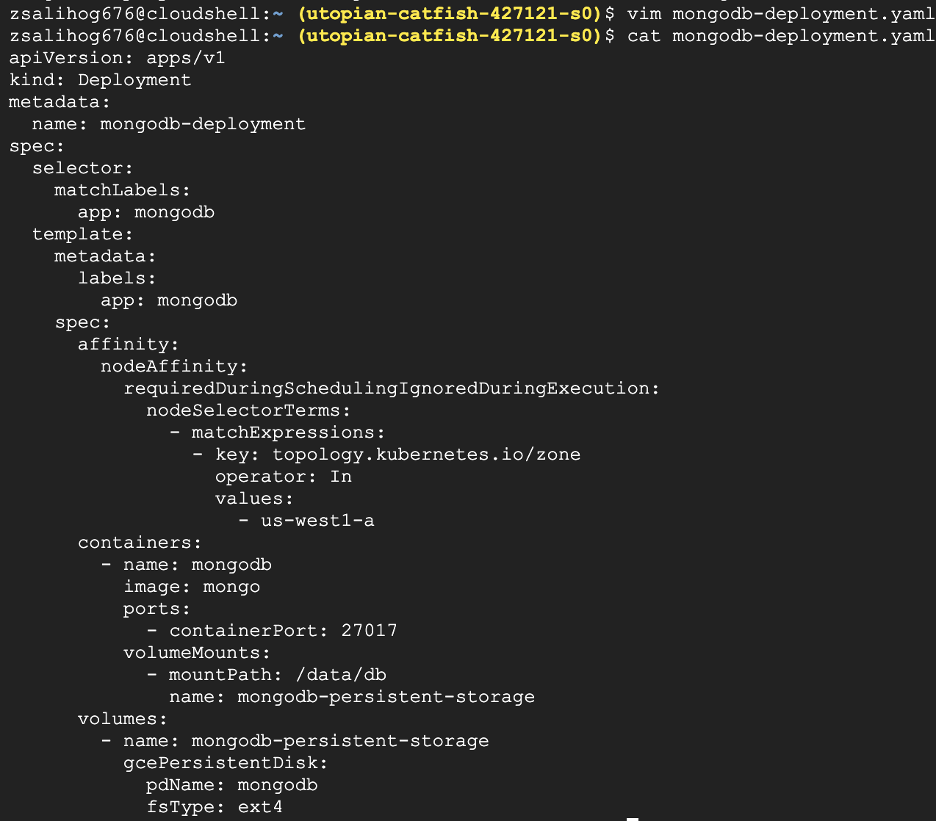 zsalihog676@cloudshell:~ (utopian-catfish-427121-s0)$ vim mongodb-deployment.yaml
zsalihog676@cloudshell:~ (utopian-catfish-427121-s0)$ cat mongodb-deployment.yaml
apiVersion: apps/v1
kind: Deployment
metadata:
  name: mongodb-deployment
spec:
  selector:
    matchLabels:
      app: mongodb
  template:
    metadata:
      labels:
        app: mongodb
    spec:
      affinity:
        nodeAffinity:
          requiredDuringSchedulingIgnoredDuringExecution:
            nodeSelectorTerms:
              - matchExpressions:
                - key: topology.kubernetes.io/zone
                  operator: In
                  values:
                    - us-west1-a
      containers:
        - name: mongodb
          image: mongo
          ports:
            - containerPort: 27017
          volumeMounts:
            - mountPath: /data/db
              name: mongodb-persistent-storage
      volumes:
        - name: mongodb-persistent-storage
          gcePersistentDisk:
            pdName: mongodb
            fsType: ext4